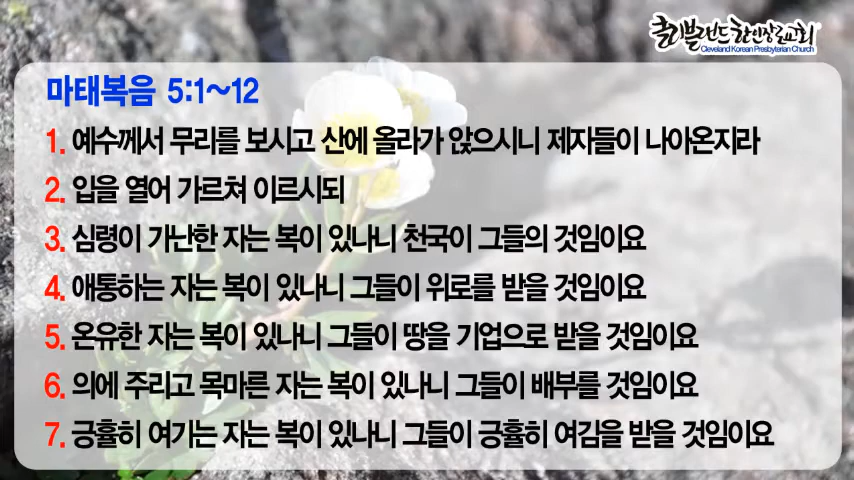 클리블랜드 한인장로교회
Cleveland Korean Presbyterian Church
마태복음 5:1~12
1. 예수께서 무리를 보시고 산에 올라가 앉으시니 제자들이 나아온지라
2. 입을 열어 가르쳐 이르시되
3. 심령이 가난한 자는 복이 있나니 천국이 그들의 것임이요
4. 애통하는 자는 복이 있나니 그들이 위로를 받을 것임이요
5. 온유한 자는 복이 있나니 그들이 땅을 기업으로 받을 것임이요
6. 의에 주리고 목마른 자는 복이 있나니 그들이 배부를 것임이요
7. 긍휼히 여기는 자는 복이 있나니 그들이 긍휼히 여김을 받을 것임이요